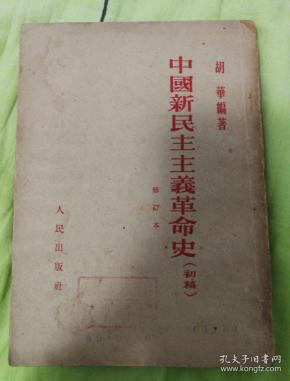 胡華編著
中國新民主主義革命史（初稿）
修訂本
人民出版社
孔夫子旧书网